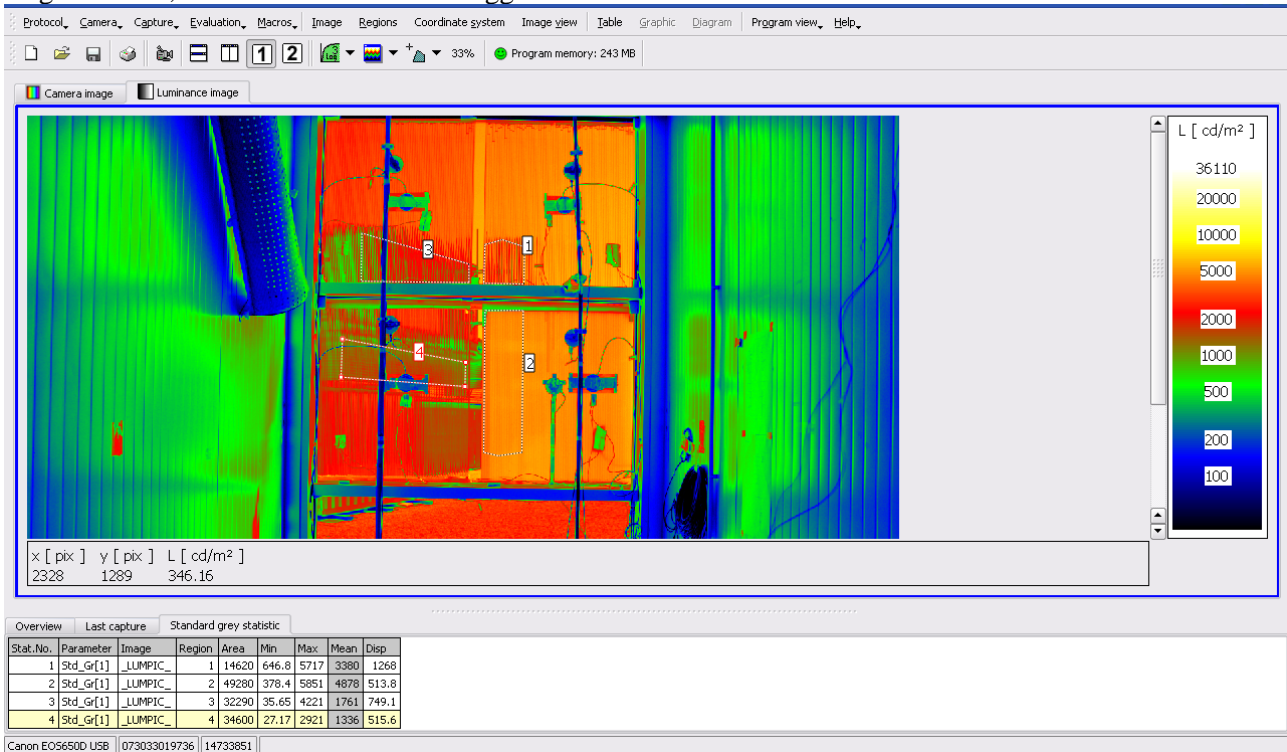 Protocol Camera Capture Evaluation Macros Image Regions Coordinate system Image view Table Graphic Diagram Program view Help
1 2 Log 33% Program memory: 243 MB
Camera image Luminance image
L [ cd/m² ]
36110
20000
10000
5000
2000
1000
500
200
100
3 1
4 2
x [ pix ] y [ pix ] L [ cd/m² ]
2328 1289 346.16
Overview Last capture Standard grey statistic
Stat.No. Parameter Image Region Area Min Max Mean Disp
1 Std_Gr[1] _LUMPIC_ 1 14620 646.8 5717 3380 1268
2 Std_Gr[1] _LUMPIC_ 2 49280 378.4 5851 4878 513.8
3 Std_Gr[1] _LUMPIC_ 3 32290 35.65 4221 1761 749.1
4 Std_Gr[1] _LUMPIC_ 4 34600 27.17 2921 1336 515.6
Canon EOS650D USB 073033019736 14733851